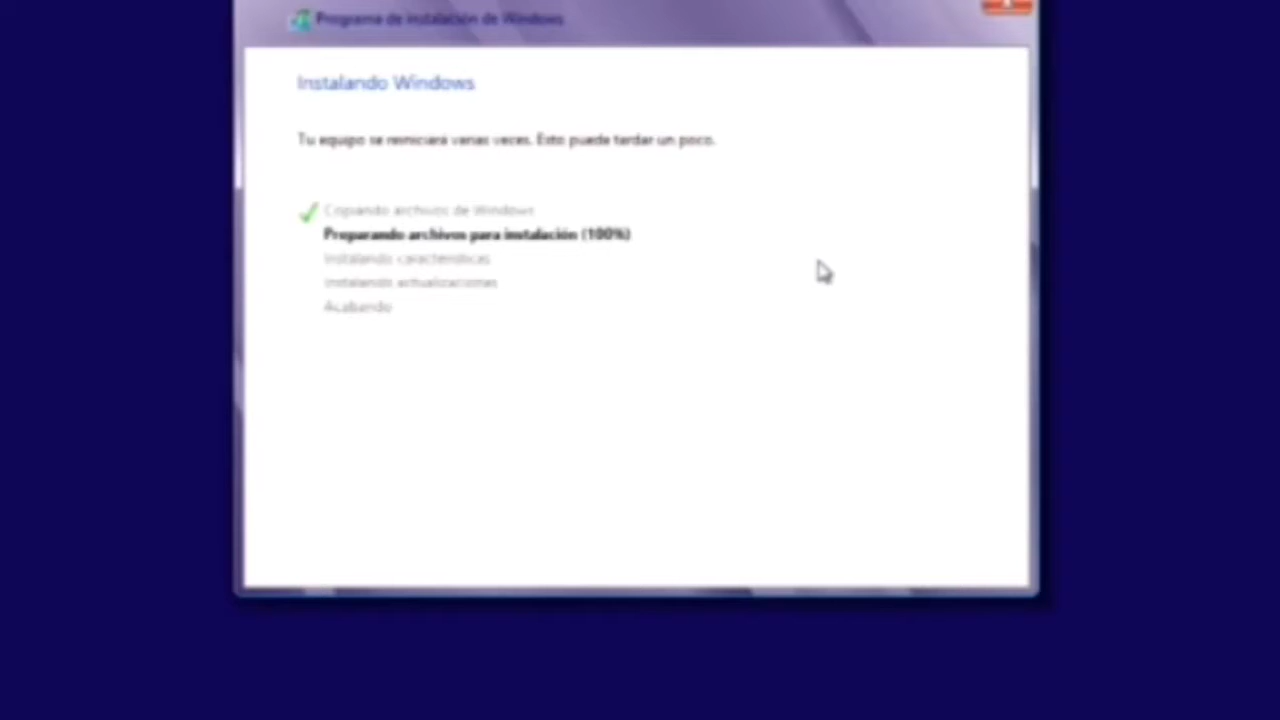 Programa de instalación de Windows
Instalando Windows
Tu equipo se reiniciará varias veces. Esto puede tardar un poco.
Copiando archivos de Windows
Preparando archivos para instalación (100%)
Instalando características
Instalando actualizaciones
Acabando